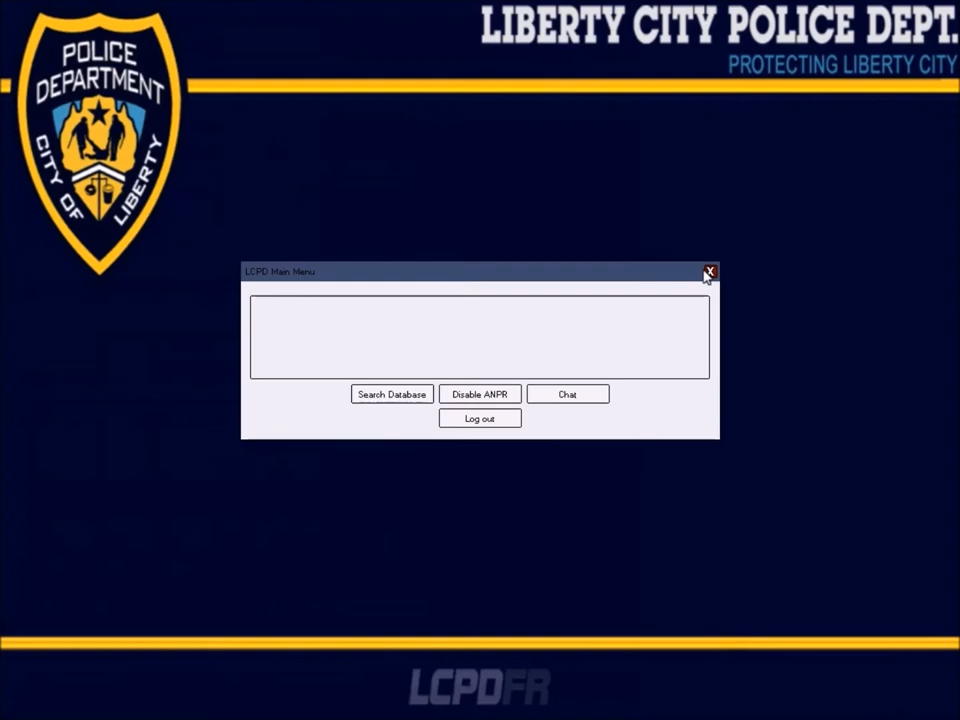 LIBERTY CITY POLICE DEPT.
PROTECTING LIBERTY CITY
POLICE
DEPARTMENT
CITY OF LIBERTY
LCPD Main Menu
X
Search Database
Disable ANPR
Chat
Log out
LCPDFR